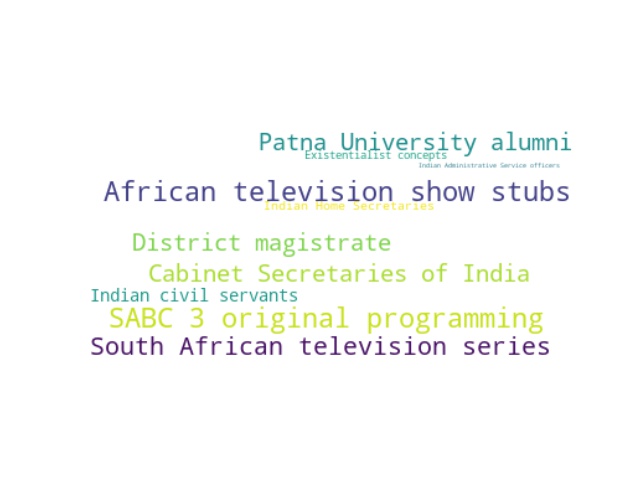 Patna University alumni
Existentialist concepts
Indian Administrative Service officers
African television show stubs
Indian Home Secretaries
District magistrate
Cabinet Secretaries of India
Indian civil servants
SABC 3 original programming
South African television series